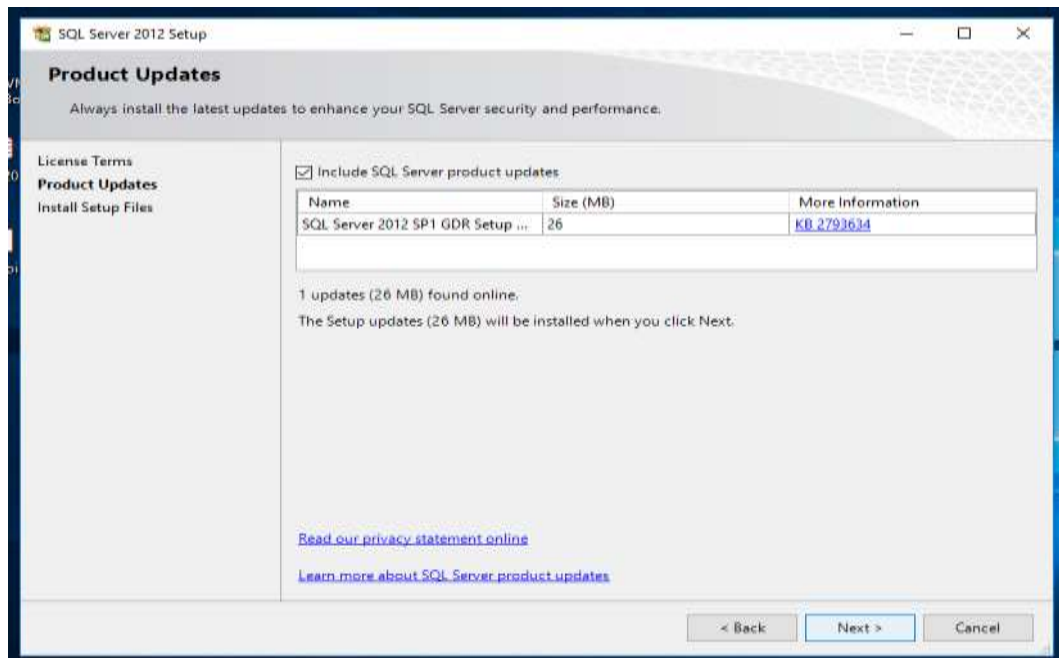 SQL Server 2012 Setup
Product Updates
Always install the latest updates to enhance your SQL Server security and performance.
License Terms
Product Updates
Install Setup Files
Include SQL Server product updates
Name Size (MB) More Information
SQL Server 2012 SP1 GDR Setup ... 26 KB 2793634
1 updates (26 MB) found online.
The Setup updates (26 MB) will be installed when you click Next.
Read our privacy statement online
Learn more about SQL Server product updates
< Back Next > Cancel